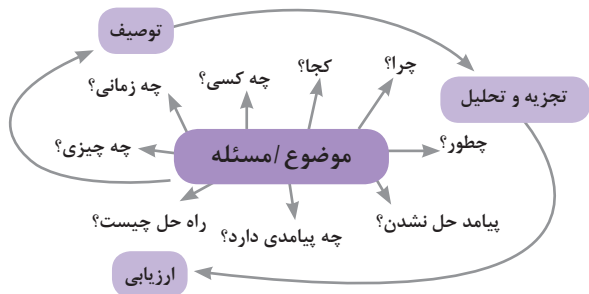 توصیف
چرا؟
کجا؟
چه کسی؟
چه زمانی؟
تجزیه و تحلیل
چطور؟
موضوع /مسئله
چه چیزی؟
پیامد حل نشدن؟
چه پیامدی دارد؟
راه حل چیست؟
ارزیابی